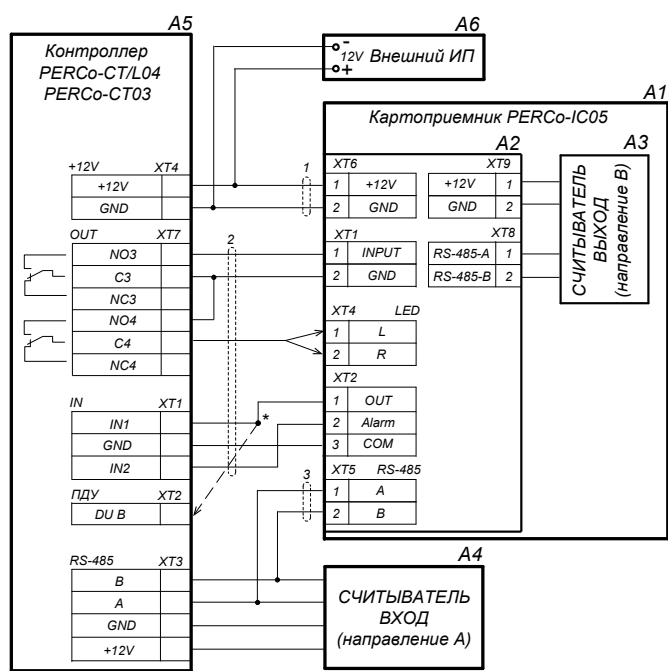 A5
Контроллер
PERCo-CT/L04
PERCo-CT03
+12V XT4
+12V
GND
OUT XT7
NO3
C3
NC3
NO4
C4
NC4
IN XT1
IN1
GND
IN2
ПДУ XT2
DU B
RS-485 XT3
B
A
GND
+12V
1
2
*
3
A6
-
12V Внешний ИП
+
A1
Картоприемник PERCo-IC05
A2
XT6
1 +12V
2 GND
XT1
1 INPUT
2 GND
XT4 LED
1 L
2 R
XT2
1 OUT
2 Alarm
3 COM
XT5 RS-485
1 A
2 B
XT9
+12V 1
GND 2
XT8
RS-485-A 1
RS-485-B 2
A3
СЧИТЫВАТЕЛЬ
ВЫХОД
(направление B)
A4
СЧИТЫВАТЕЛЬ
ВХОД
(направление A)